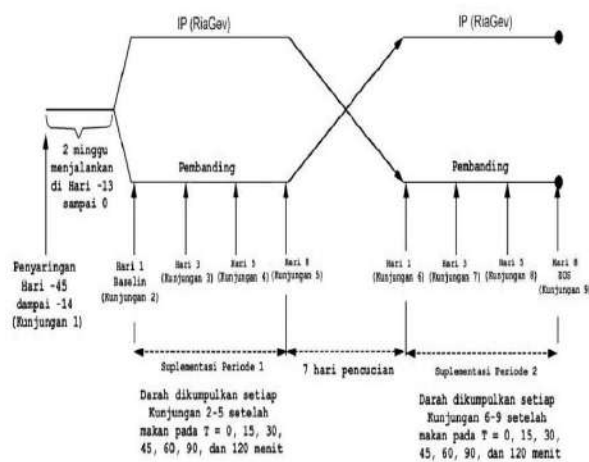 IP (RiaGev)
IP (RiaGev)
2 minggu
menjalankan
di Hari -13
sampai 0
Pembanding
Pembanding
Penyaringan
Hari -45
dampai -14
(Kunjungan 1)
Hari 1
Baselin
(Kunjungan 2)
Hari 3
(Kunjungan 3)
Hari 5
(Kunjungan 4)
Hari 8
(Kunjungan 5)
Hari 1
(Kunjungan 6)
Hari 3
(Kunjungan 7)
Hari 5
(Kunjungan 8)
Hari 8
EOS
(Kunjungan 9)
Suplementasi Periode 1
7 hari pencucian
Suplementasi Periode 2
Darah dikumpulkan setiap
Kunjungan 2-5 setelah
makan pada T = 0, 15, 30,
45, 60, 90, dan 120 menit
Darah dikumpulkan setiap
Kunjungan 6-9 setelah
makan pada T = 0, 15, 30,
45, 60, 90, dan 120 menit